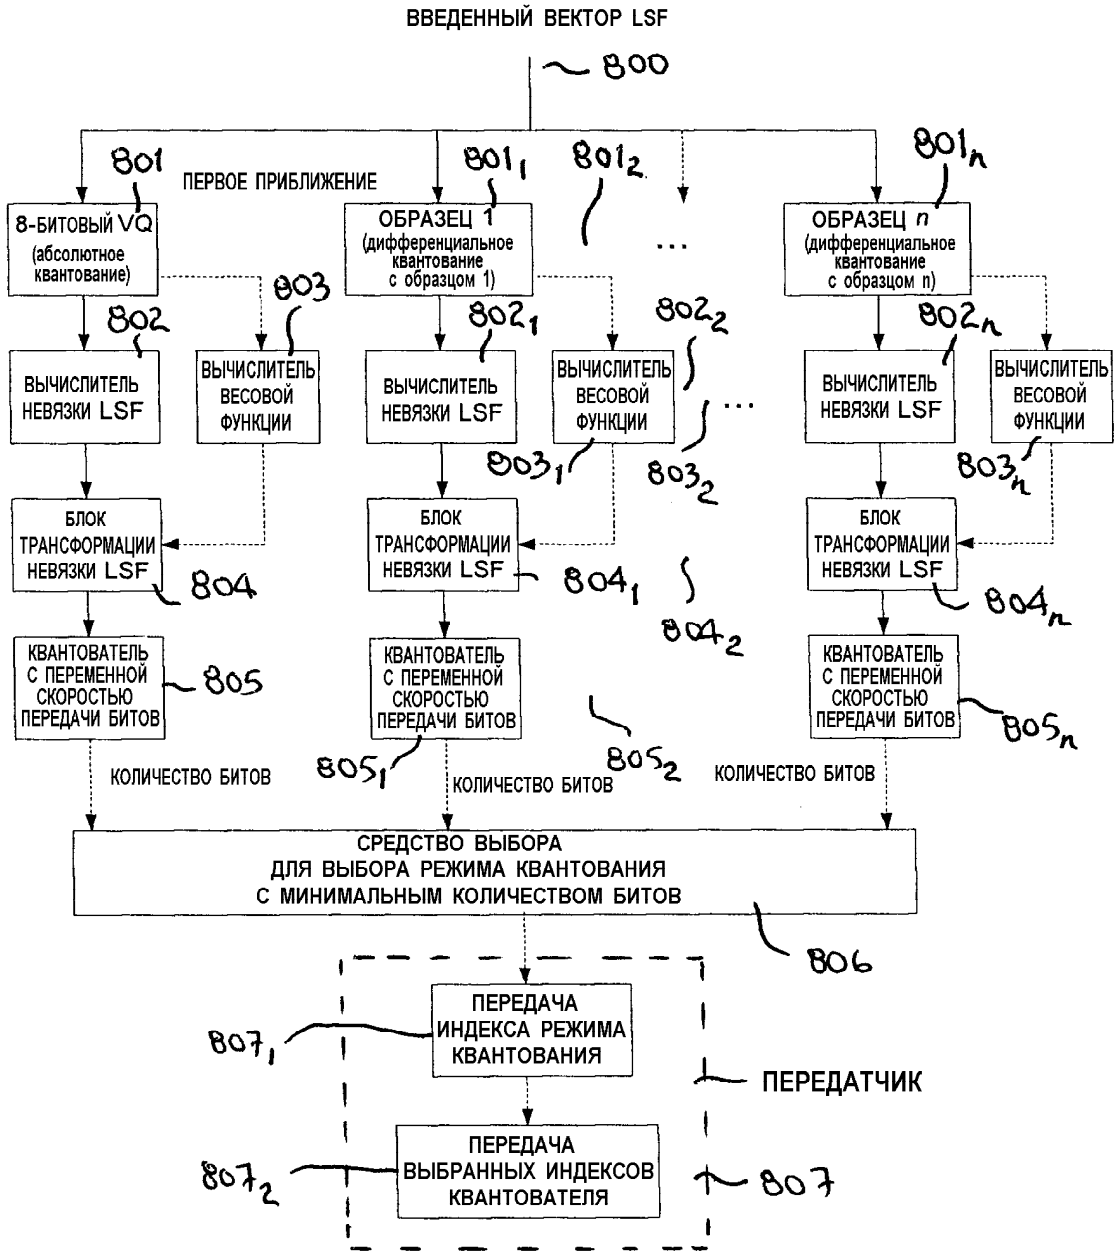 ВВЕДЕННЫЙ ВЕКТОР LSF
800
801
ПЕРВОЕ ПРИБЛИЖЕНИЕ
801₁
801₂
801ₙ
8-БИТОВЫЙ VQ
(абсолютное
квантование)
ОБРАЗЕЦ 1
(дифференциальное
квантование
с образцом 1)
...
ОБРАЗЕЦ n
(дифференциальное
квантование
с образцом n)
802
803
802₁
802₂
802ₙ
ВЫЧИСЛИТЕЛЬ
НЕВЯЗКИ LSF
ВЫЧИСЛИТЕЛЬ
ВЕСОВОЙ
ФУНКЦИИ
ВЫЧИСЛИТЕЛЬ
НЕВЯЗКИ LSF
ВЫЧИСЛИТЕЛЬ
ВЕСОВОЙ
ФУНКЦИИ
...
ВЫЧИСЛИТЕЛЬ
НЕВЯЗКИ LSF
ВЫЧИСЛИТЕЛЬ
ВЕСОВОЙ
ФУНКЦИИ
803₁
803₂
803ₙ
БЛОК
ТРАНСФОРМАЦИИ
НЕВЯЗКИ LSF
БЛОК
ТРАНСФОРМАЦИИ
НЕВЯЗКИ LSF
БЛОК
ТРАНСФОРМАЦИИ
НЕВЯЗКИ LSF
804
804₁
804₂
804ₙ
КВАНТОВАТЕЛЬ
С ПЕРЕМЕННОЙ
СКОРОСТЬЮ
ПЕРЕДАЧИ БИТОВ
805
КВАНТОВАТЕЛЬ
С ПЕРЕМЕННОЙ
СКОРОСТЬЮ
ПЕРЕДАЧИ БИТОВ
КВАНТОВАТЕЛЬ
С ПЕРЕМЕННОЙ
СКОРОСТЬЮ
ПЕРЕДАЧИ БИТОВ
805₁
805₂
805ₙ
КОЛИЧЕСТВО БИТОВ
КОЛИЧЕСТВО БИТОВ
КОЛИЧЕСТВО БИТОВ
СРЕДСТВО ВЫБОРА
ДЛЯ ВЫБОРА РЕЖИМА КВАНТОВАНИЯ
С МИНИМАЛЬНЫМ КОЛИЧЕСТВОМ БИТОВ
806
ПЕРЕДАЧА
ИНДЕКСА РЕЖИМА
КВАНТОВАНИЯ
807₁
ПЕРЕДАТЧИК
ПЕРЕДАЧА
ВЫБРАННЫХ ИНДЕКСОВ
КВАНТОВАТЕЛЯ
807₂
807